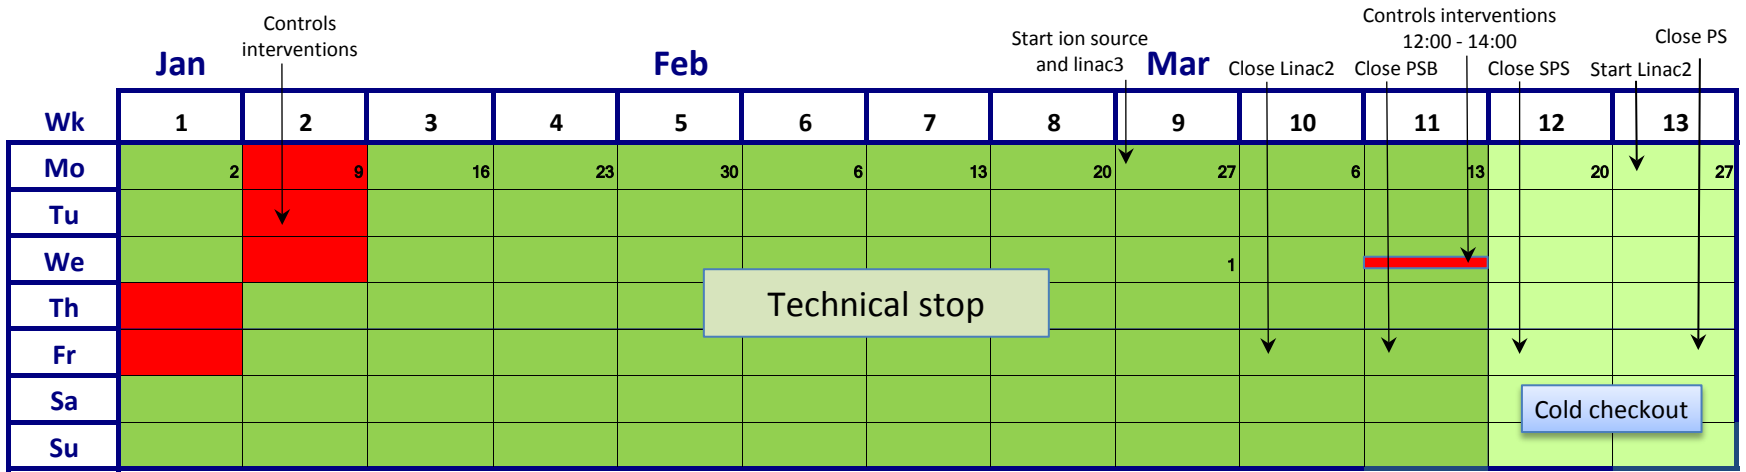 Controls
interventions
Start ion source
and linac3
Controls interventions
12:00 - 14:00
Close PS
Jan
Feb
Mar
Close Linac2
Close PSB
Close SPS
Start Linac2
Wk 1 2 3 4 5 6 7 8 9 10 11 12 13
Mo 2 9 16 23 30 6 13 20 27 6 13 20 27
Tu
We 1
Technical stop
Th
Fr
Sa
Cold checkout
Su